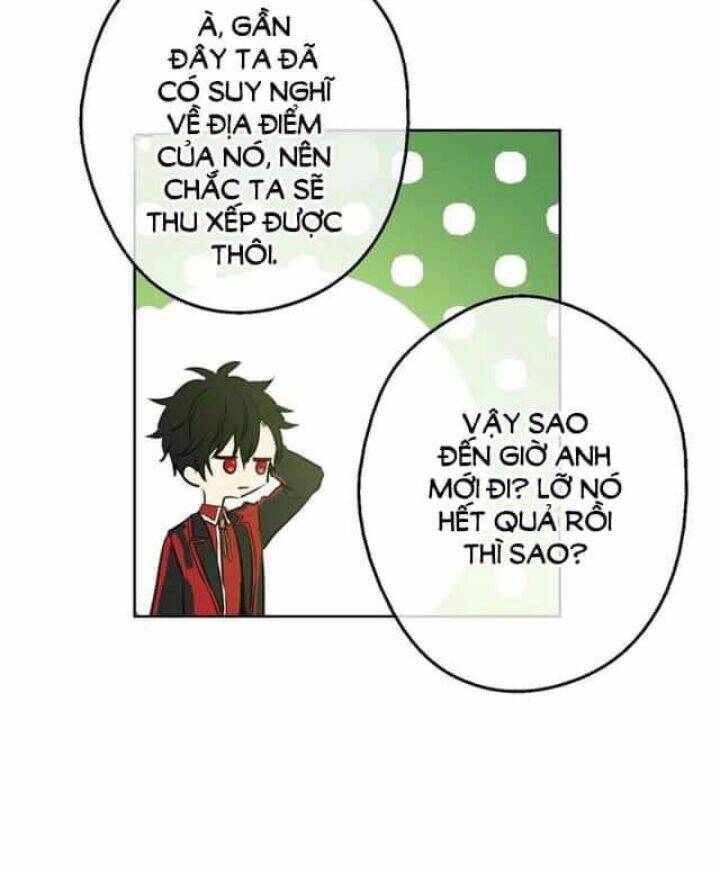 À, GẦN
ĐÂY TA ĐÃ
CÓ SUY NGHĨ
VỀ ĐỊA ĐIỂM
CỦA NÓ, NÊN
CHẮC TA SẼ
THU XẾP ĐƯỢC
THÔI.
VẬY SAO
ĐẾN GIỜ ANH
MỚI ĐI? LỠ NÓ
HẾT QUẢ RỒI
THÌ SAO?